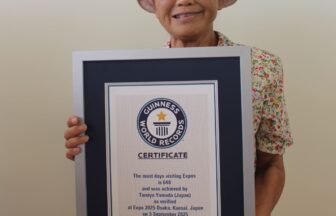 GUINNESS
WORLD
RECORDS
CERTIFICATE
The most days visiting Expos
is 648
and was achieved by
Tomiyo Yamada (Japan)
as verified
at Expo 2025 Osaka, Kansai, Japan
on 3 September 2025